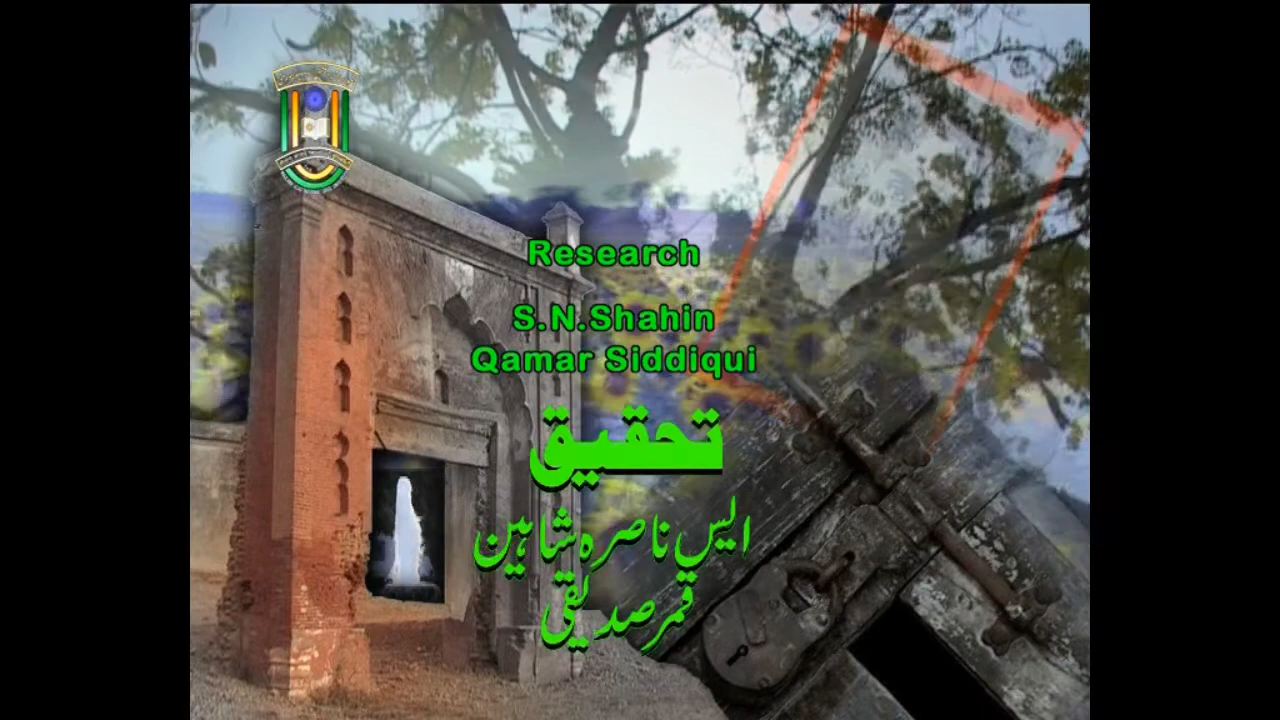 Research
S.N.Shahin
Qamar Siddiqui
تحقیق
ایس ناصرہ شاہین
قمر صدیقی